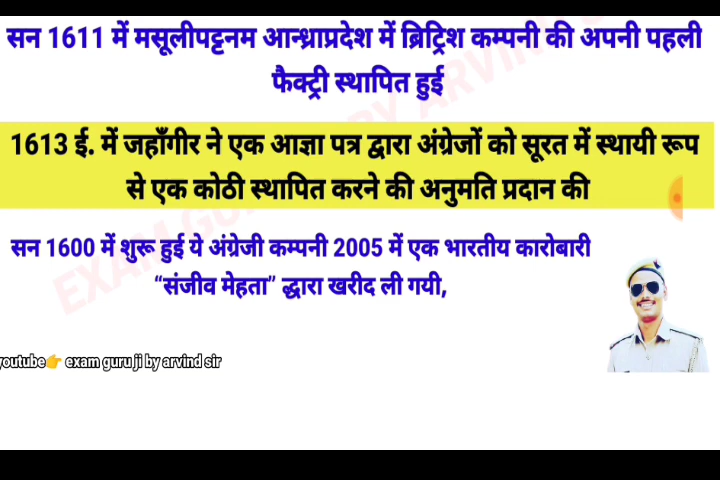 सन 1611 में मसूलीपट्टनम आन्ध्राप्रदेश में ब्रिट्रिश कम्पनी की अपनी पहली
फैक्ट्री स्थापित हुई
1613 ई. में जहाँगीर ने एक आज्ञा पत्र द्वारा अंग्रेजों को सूरत में स्थायी रूप
से एक कोठी स्थापित करने की अनुमति प्रदान की
सन 1600 में शुरू हुई ये अंग्रेजी कम्पनी 2005 में एक भारतीय कारोबारी
“संजीव मेहता” द्धारा खरीद ली गयी,
youtube👉 exam guru ji by arvind sir